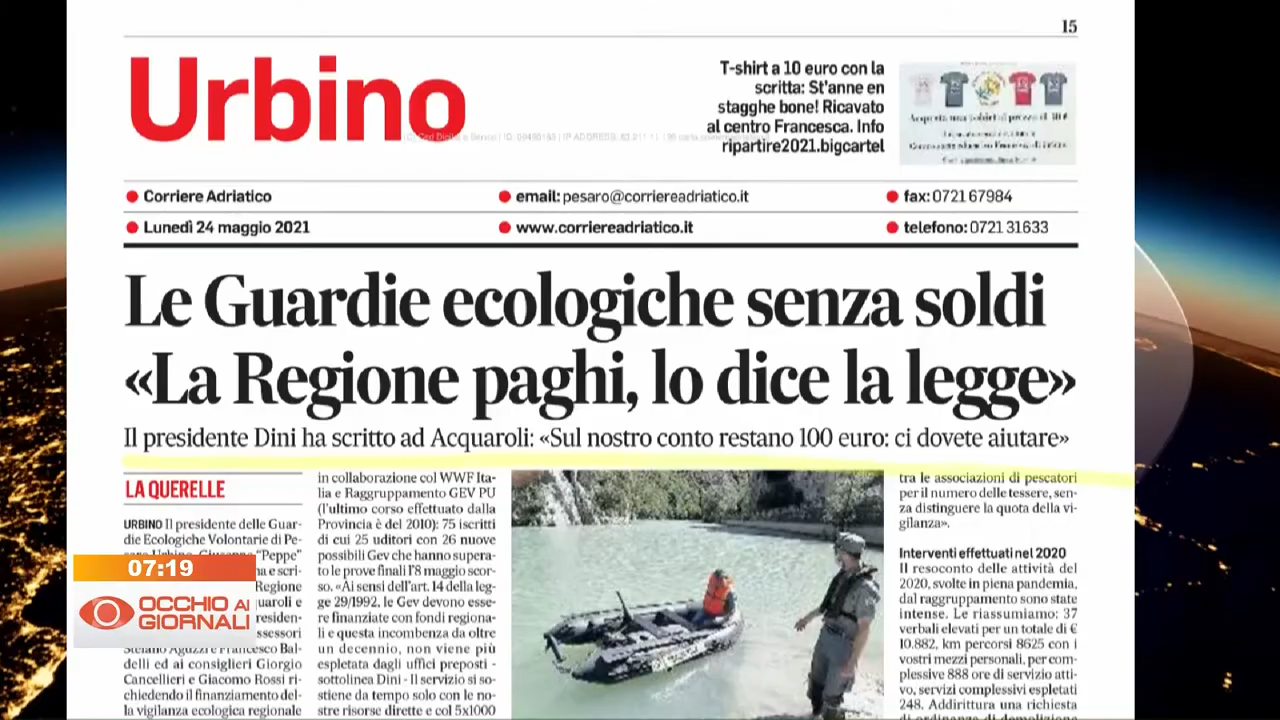 15
Urbino
T-shirt a 10 euro con la
scritta: St'anne en
stagghe bone! Ricavato
al centro Francesca. Info
ripartire2021.bigcartel
Corriere Adriatico
email: pesaro@corriereadriatico.it
fax: 0721 67984
Lunedì 24 maggio 2021
www.corriereadriatico.it
telefono: 0721 31633
Le Guardie ecologiche senza soldi
«La Regione paghi, lo dice la legge»
Il presidente Dini ha scritto ad Acquaroli: «Sul nostro conto restano 100 euro: ci dovete aiutare»
LA QUERELLE
URBINO Il presidente delle Guar-
die Ecologiche Volontarie di Pe-
"Peppe"
na e scri-
Regione
uaroli e
residen-
ssessori
Stefano Aguzzi e Francesco Bal-
delli ed ai consiglieri Giorgio
Cancellieri e Giacomo Rossi ri-
chiedendo il finanziamento del-
la vigilanza ecologica regionale
in collaborazione col WWF Ita-
lia e Raggruppamento GEV PU
(l'ultimo corso effettuato dalla
Provincia è del 2010): 75 iscritti
di cui 25 uditori con 26 nuove
possibili Gev che hanno supera-
to le prove finali l'8 maggio scor-
so. «Ai sensi dell'art. 14 della leg-
ge 29/1992, le Gev devono esse-
re finanziate con fondi regiona-
li e questa incombenza da oltre
un decennio, non viene più
espletata dagli uffici preposti -
sottolinea Dini - Il servizio si so-
stiene da tempo solo con le no-
stre risorse dirette e col 5x1000
tra le associazioni di pescatori
per il numero delle tessere, sen-
za distinguere la quota della vi-
gilanza».
Interventi effettuati nel 2020
Il resoconto delle attività del
2020, svolte in piena pandemia,
dal raggruppamento sono state
intense. Le riassumiamo: 37
verbali elevati per un totale di €
10.882, km percorsi 8625 con i
vostri mezzi personali, per com-
plessive 888 ore di servizio atti-
vo, servizi complessivi espletati
248. Addirittura una richiesta
di ordinanza di demolizione
07:19
OCCHIO AI
GIORNALI